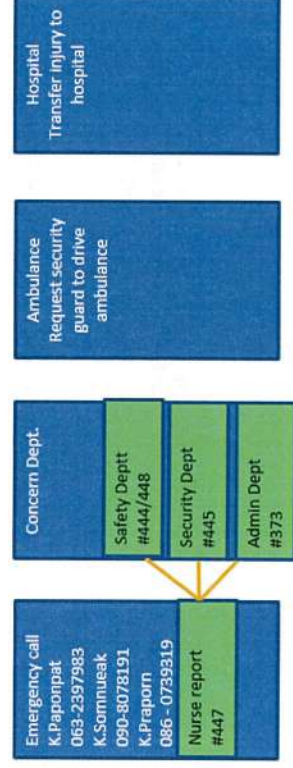 Emergency call
K.Paponpat
063-2397983
K.Somnueak
090-8078191
K.Praporn
086 - 0739319
Nurse report
#447
Concern Dept.
Safety Deptt
#444/448
Security Dept
#445
Admin Dept
#373
Ambulance
Request security
guard to drive
ambulance
Hospital
Transfer injury to
hospital